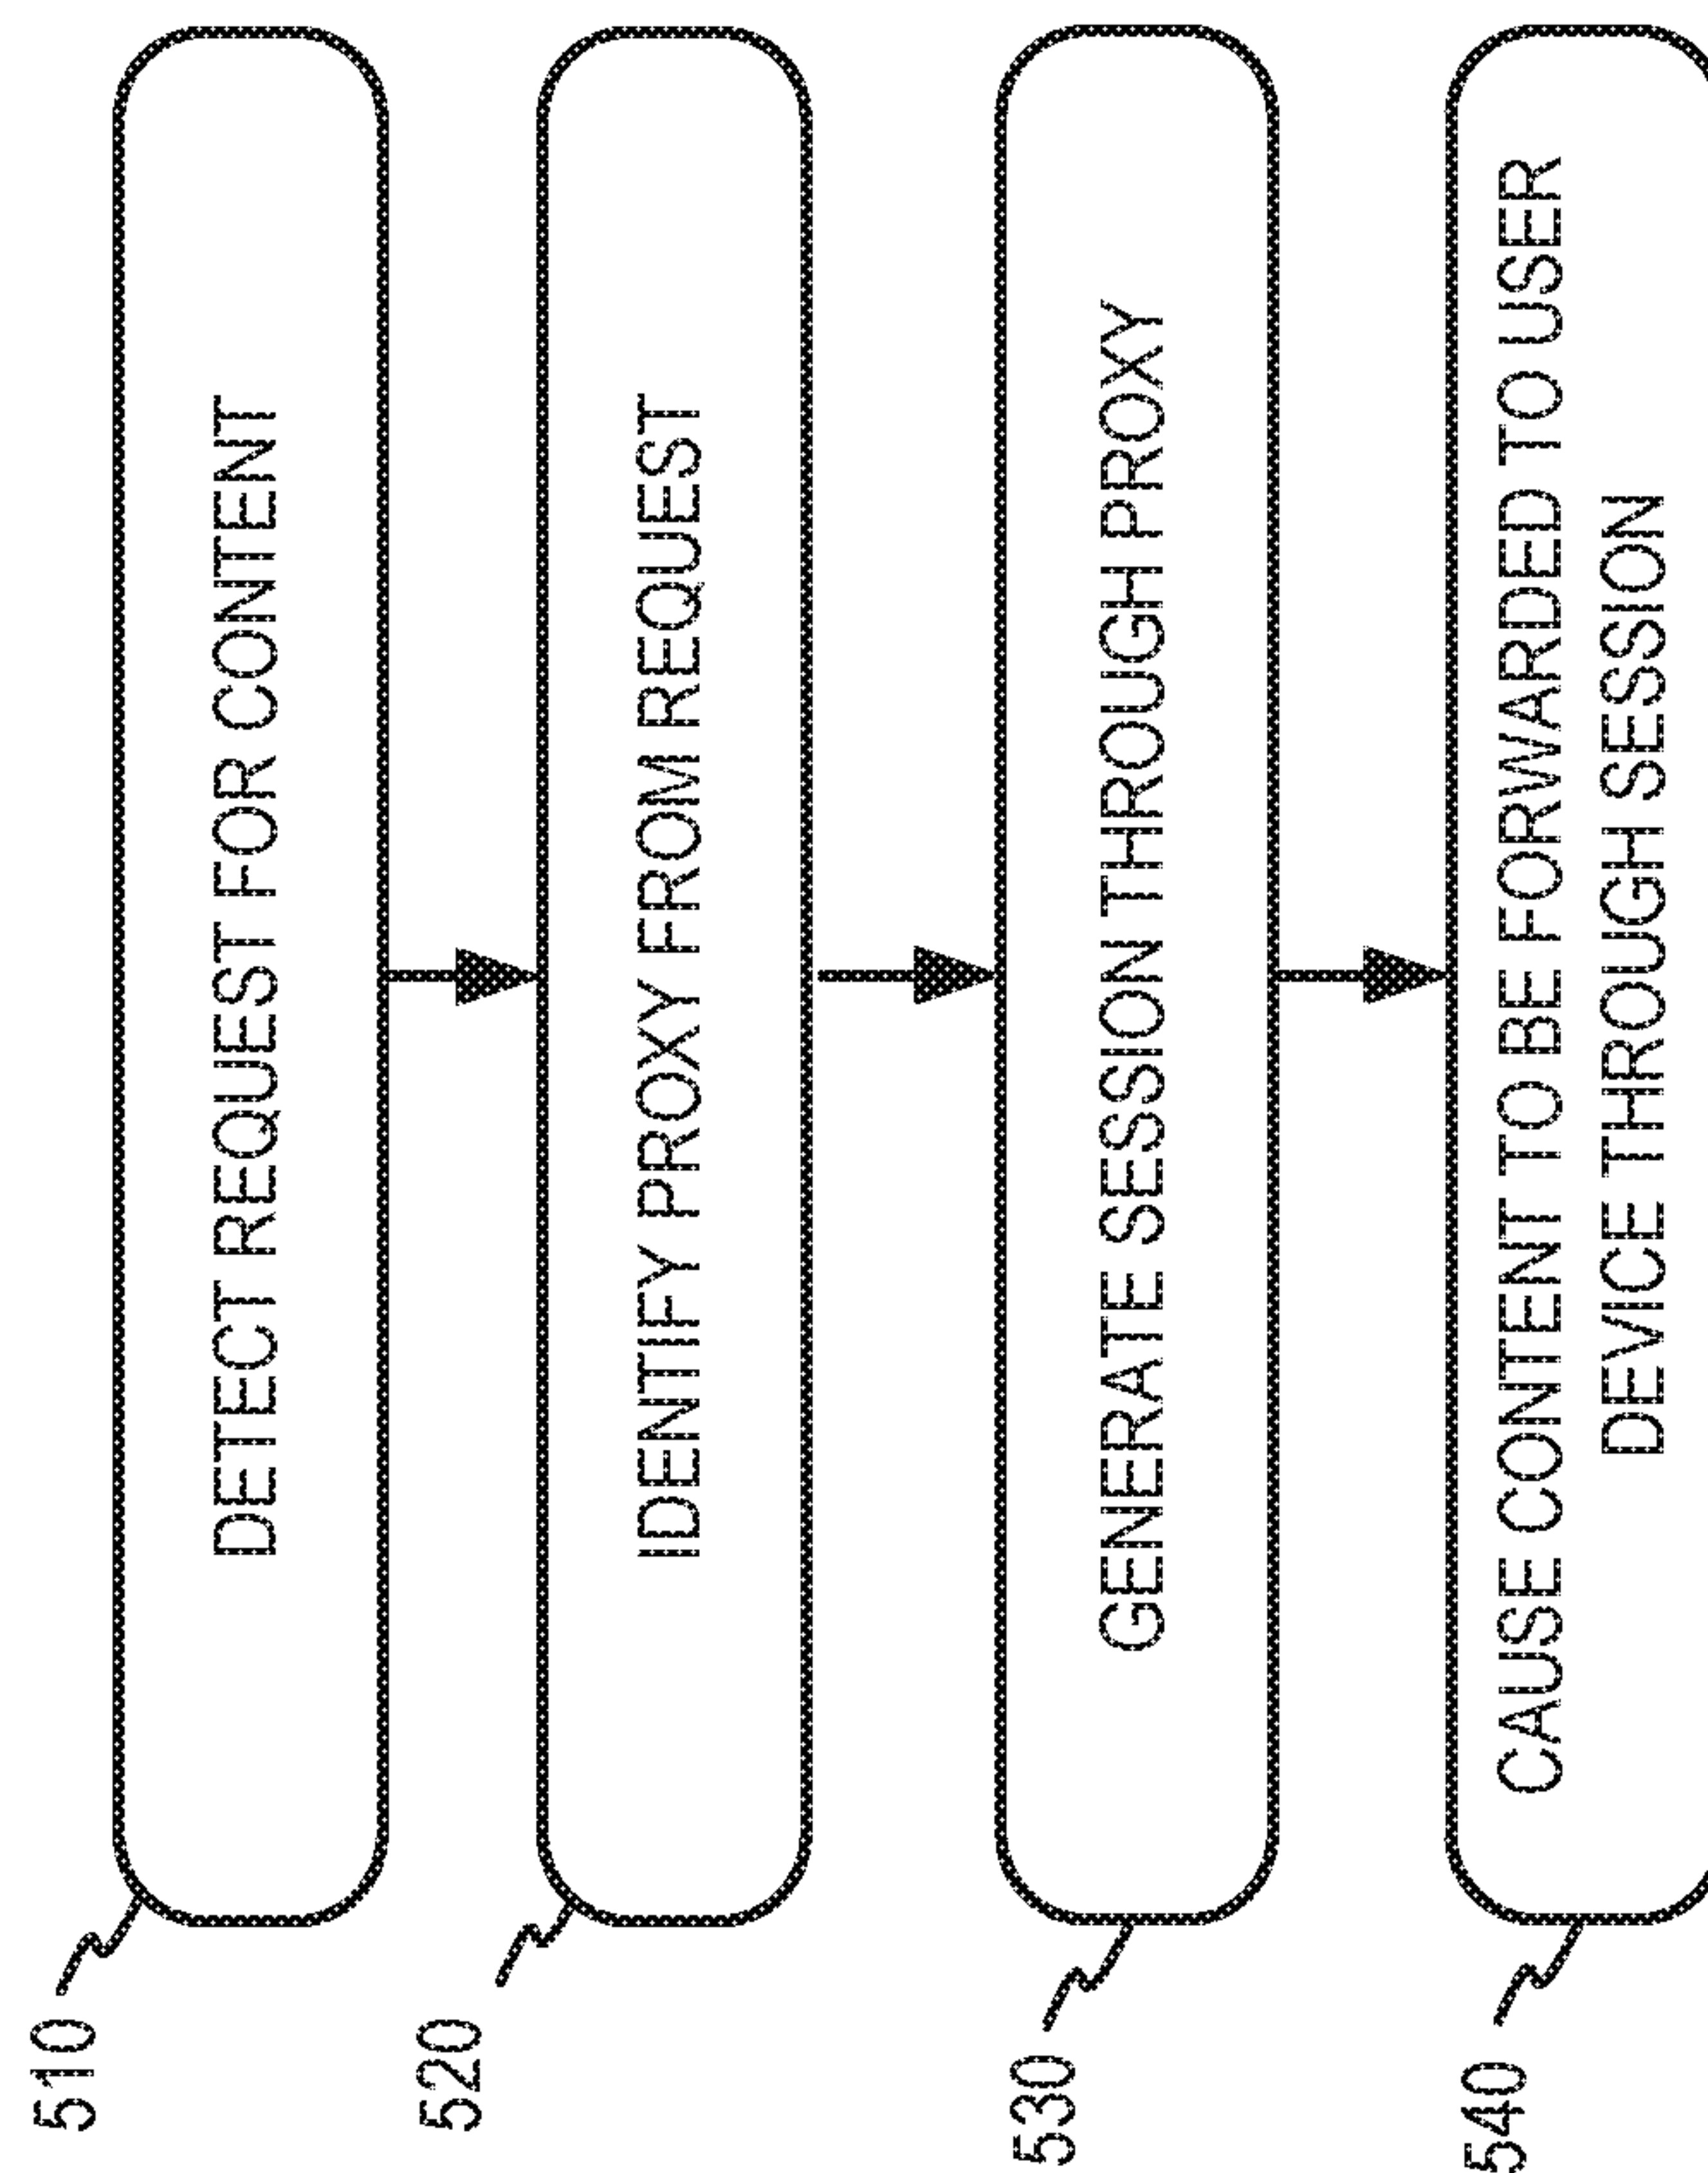 510
DETECT REQUEST FOR CONTENT
520
IDENTIFY PROXY FROM REQUEST
530
GENERATE SESSION THROUGH PROXY
540
CAUSE CONTENT TO BE FORWARDED TO USER
DEVICE THROUGH SESSION